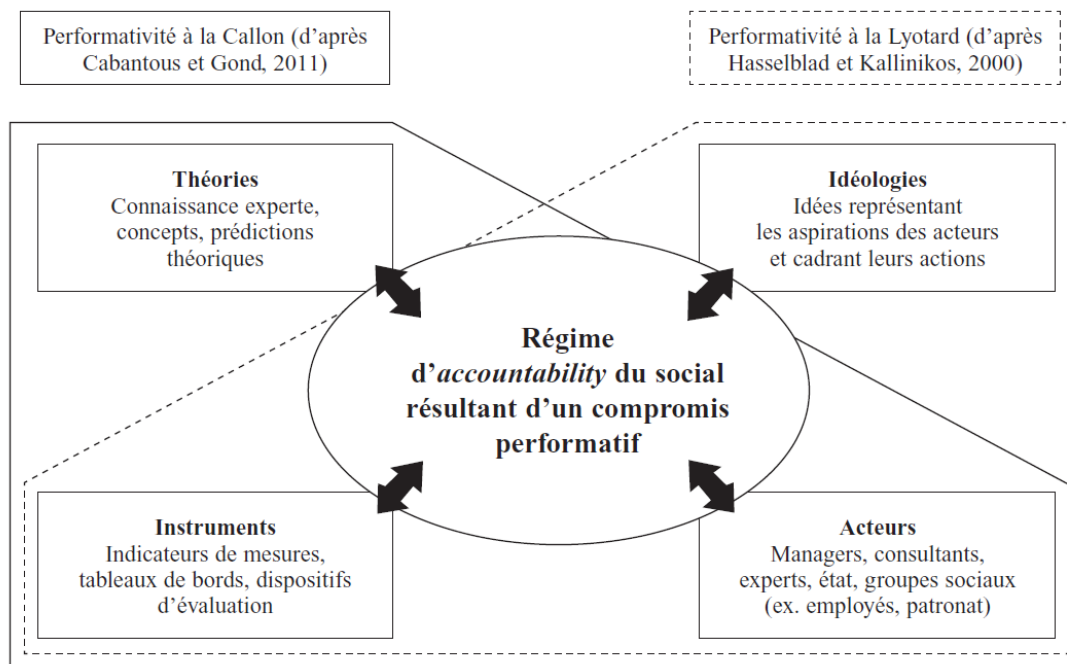 Performativité à la Callon (d'après
Cabantous et Gond, 2011)
Performativité à la Lyotard (d'après
Hasselblad et Kallinikos, 2000)
Théories
Connaissance experte,
concepts, prédictions
théoriques
Idéologies
Idées représentant
les aspirations des acteurs
et cadrant leurs actions
Régime
d'accountability du social
résultant d'un compromis
performatif
Instruments
Indicateurs de mesures,
tableaux de bords, dispositifs
d'évaluation
Acteurs
Managers, consultants,
experts, état, groupes sociaux
(ex. employés, patronat)